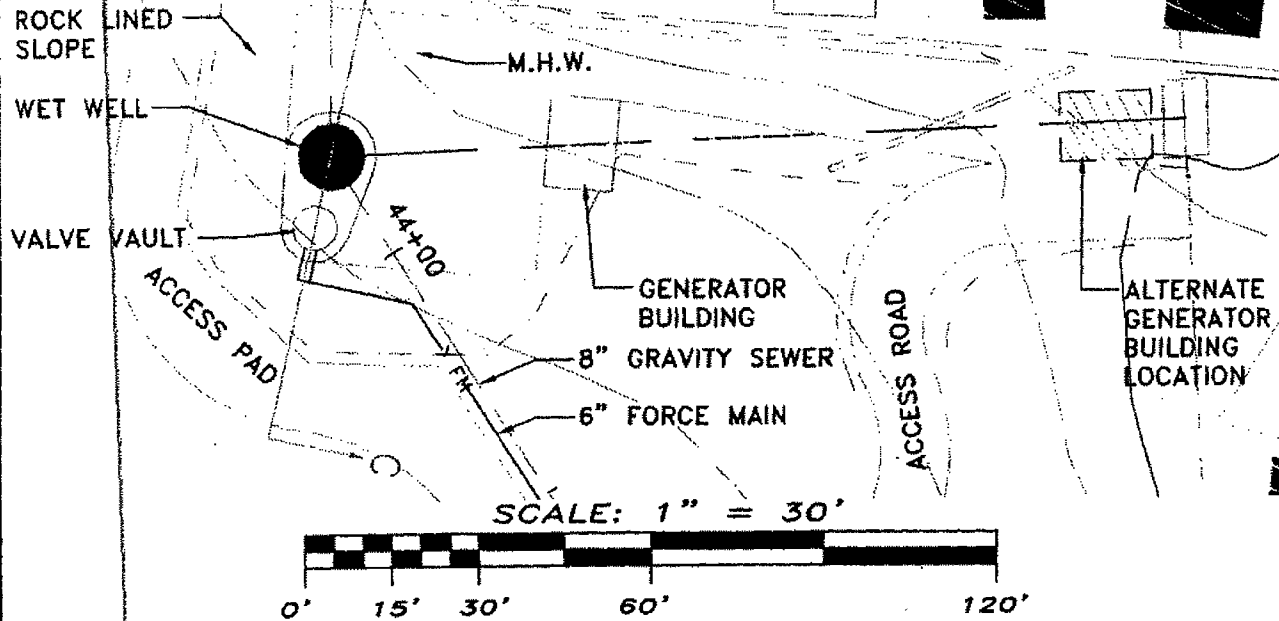 ROCK LINED
SLOPE
M.H.W.
WET WELL
44+00
VALVE VAULT
ACCESS PAD
GENERATOR
BUILDING
ALTERNATE
GENERATOR
BUILDING
LOCATION
8" GRAVITY SEWER
FM
6" FORCE MAIN
ACCESS ROAD
C
SCALE: 1" = 30'
0' 15' 30' 60' 120'